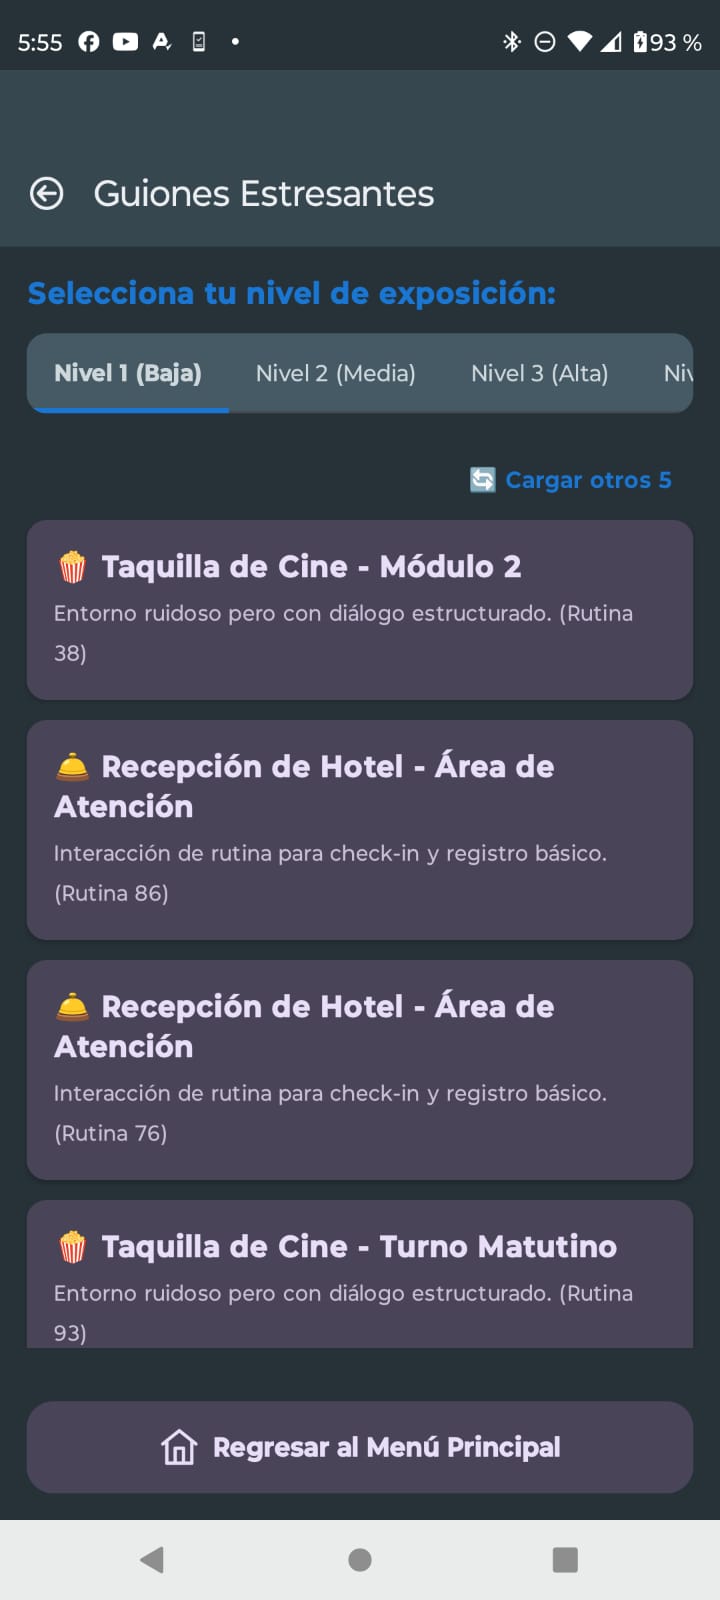 5:55
93 %
Guiones Estresantes
Selecciona tu nivel de exposición:
Nivel 1 (Baja) Nivel 2 (Media) Nivel 3 (Alta) Niv
Cargar otros 5
Taquilla de Cine - Módulo 2
Entorno ruidoso pero con diálogo estructurado. (Rutina
38)
Recepción de Hotel - Área de
Atención
Interacción de rutina para check-in y registro básico.
(Rutina 86)
Recepción de Hotel - Área de
Atención
Interacción de rutina para check-in y registro básico.
(Rutina 76)
Taquilla de Cine - Turno Matutino
Entorno ruidoso pero con diálogo estructurado. (Rutina
93)
Regresar al Menú Principal